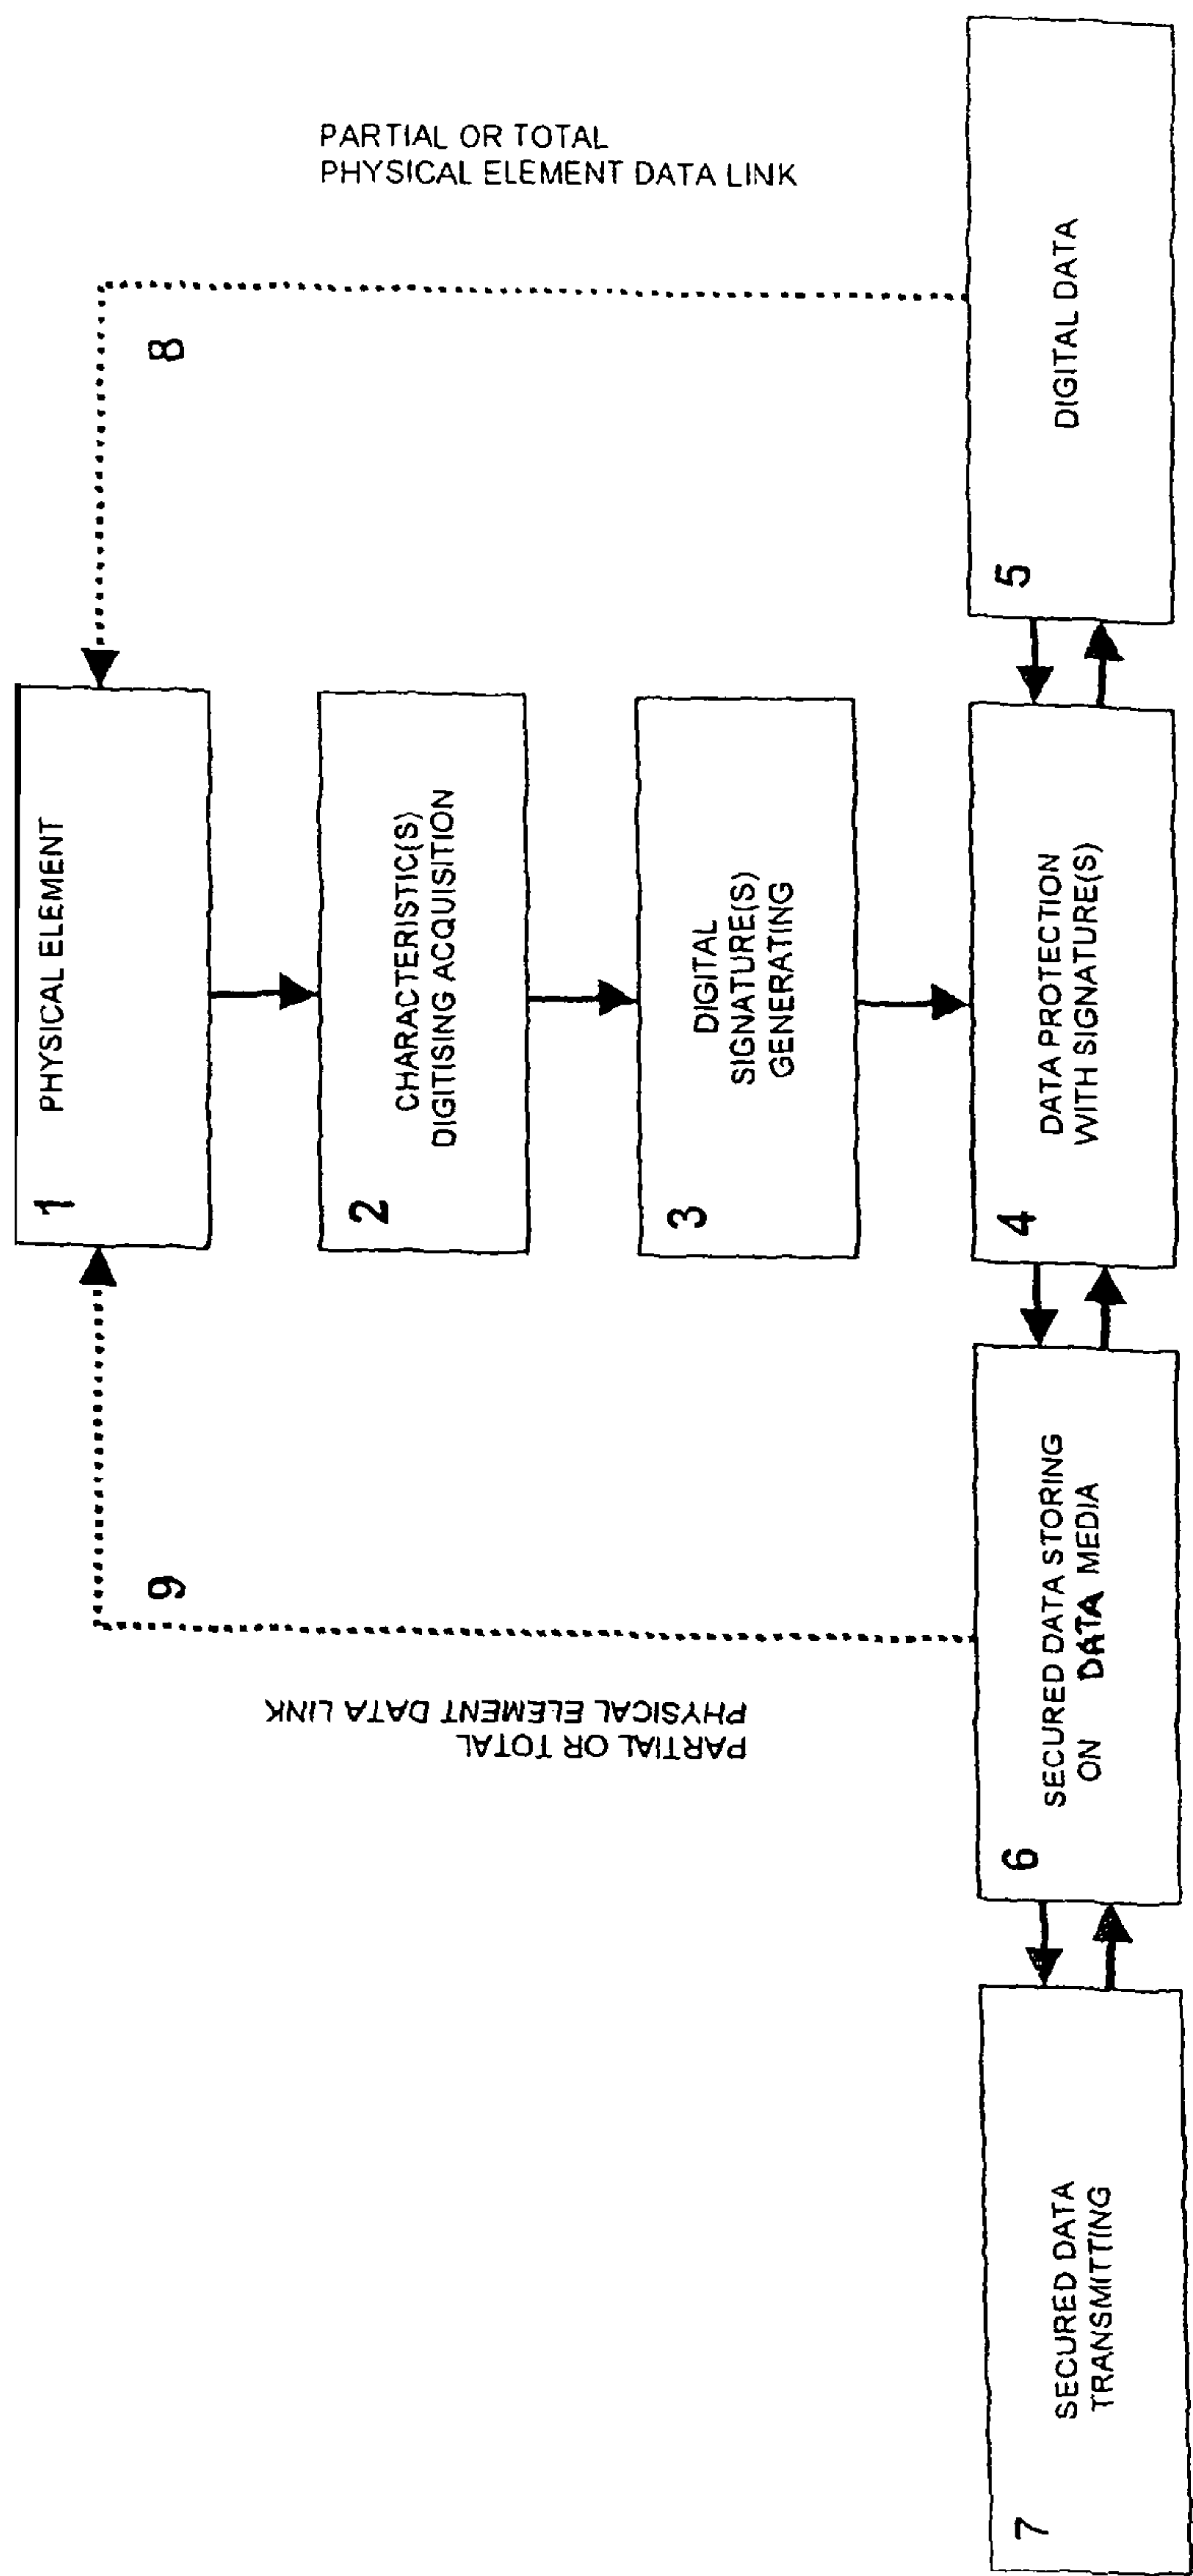 1
PHYSICAL ELEMENT
9
8
PARTIAL OR TOTAL
PHYSICAL ELEMENT DATA LINK
PARTIAL OR TOTAL
PHYSICAL ELEMENT DATA LINK
2
CHARACTERISTIC(S)
DIGITISING ACQUISITION
3
DIGITAL
SIGNATURE(S)
GENERATING
7
SECURED DATA
TRANSMITTING
6
SECURED DATA STORING
ON DATA MEDIA
4
DATA PROTECTION
WITH SIGNATURE(S)
5
DIGITAL DATA